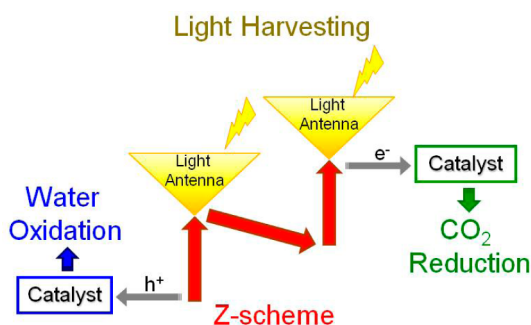 Light Harvesting
Light
Antenna
e⁻
Catalyst
Light
Antenna
CO₂
Reduction
Water
Oxidation
Catalyst
h⁺
Z-scheme